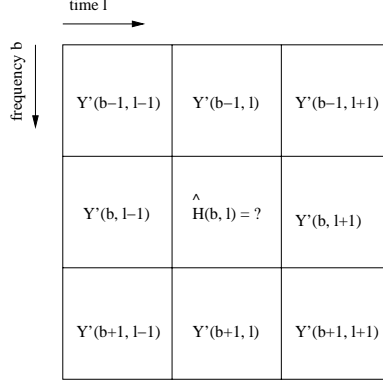 time l
frequency b
Y'(b−1, l−1) Y'(b−1, l) Y'(b−1, l+1)
Y'(b, l−1) Ĥ(b, l) = ? Y'(b, l+1)
Y'(b+1, l−1) Y'(b+1, l) Y'(b+1, l+1)